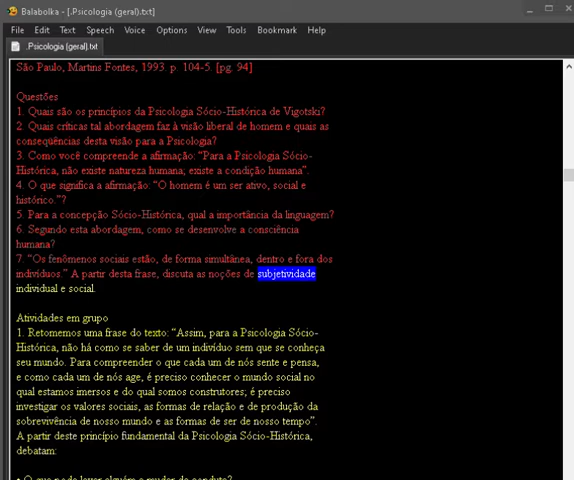 Balabolka - [.Psicologia (geral).txt]
File Edit Text Speech Voice Options View Tools Bookmark Help
.Psicologia (geral).txt
São Paulo, Martins Fontes, 1993. p. 104-5. [pg. 94]
Questões
1. Quais são os princípios da Psicologia Sócio-Histórica de Vigotski?
2. Quais críticas tal abordagem faz à visão liberal de homem e quais as
conseqüências desta visão para a Psicologia?
3. Como você compreende a afirmação: “Para a Psicologia Sócio-
Histórica, não existe natureza humana; existe a condição humana”.
4. O que significa a afirmação: “O homem é um ser ativo, social e
histórico.”?
5. Para a concepção Sócio-Histórica, qual a importância da linguagem?
6. Segundo esta abordagem, como se desenvolve a consciência
humana?
7. “Os fenômenos sociais estão, de forma simultânea, dentro e fora dos
indivíduos.” A partir desta frase, discuta as noções de subjetividade
individual e social.
Atividades em grupo
1. Retomemos uma frase do texto: “Assim, para a Psicologia Sócio-
Histórica, não há como se saber de um indivíduo sem que se conheça
seu mundo. Para compreender o que cada um de nós sente e pensa,
e como cada um de nós age, é preciso conhecer o mundo social no
qual estamos imersos e do qual somos construtores; é preciso
investigar os valores sociais, as formas de relação e de produção da
sobrevivência de nosso mundo e as formas de ser de nosso tempo”.
A partir deste princípio fundamental da Psicologia Sócio-Histórica,
debatam:
• O que pode levar alguém a mudar de conduta?